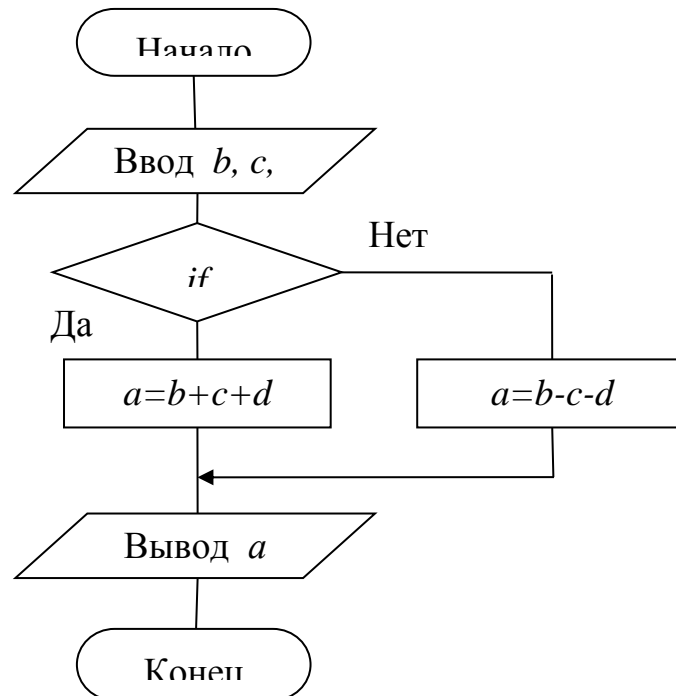 Начало
Ввод b, c,
Нет
if
Да
a=b+c+d
a=b-c-d
Вывод a
Конец